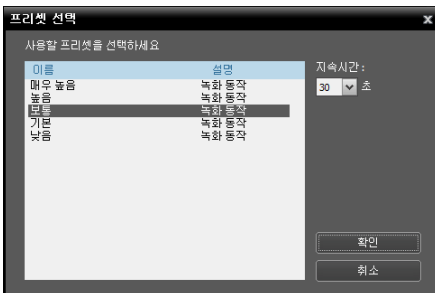 프리셋 선택 x
사용할 프리셋을 선택하세요
이름 설명 지속시간:
매우 높음 녹화 동작 30 초
높음 녹화 동작
보통 녹화 동작
기본 녹화 동작
낮음 녹화 동작
확인
취소